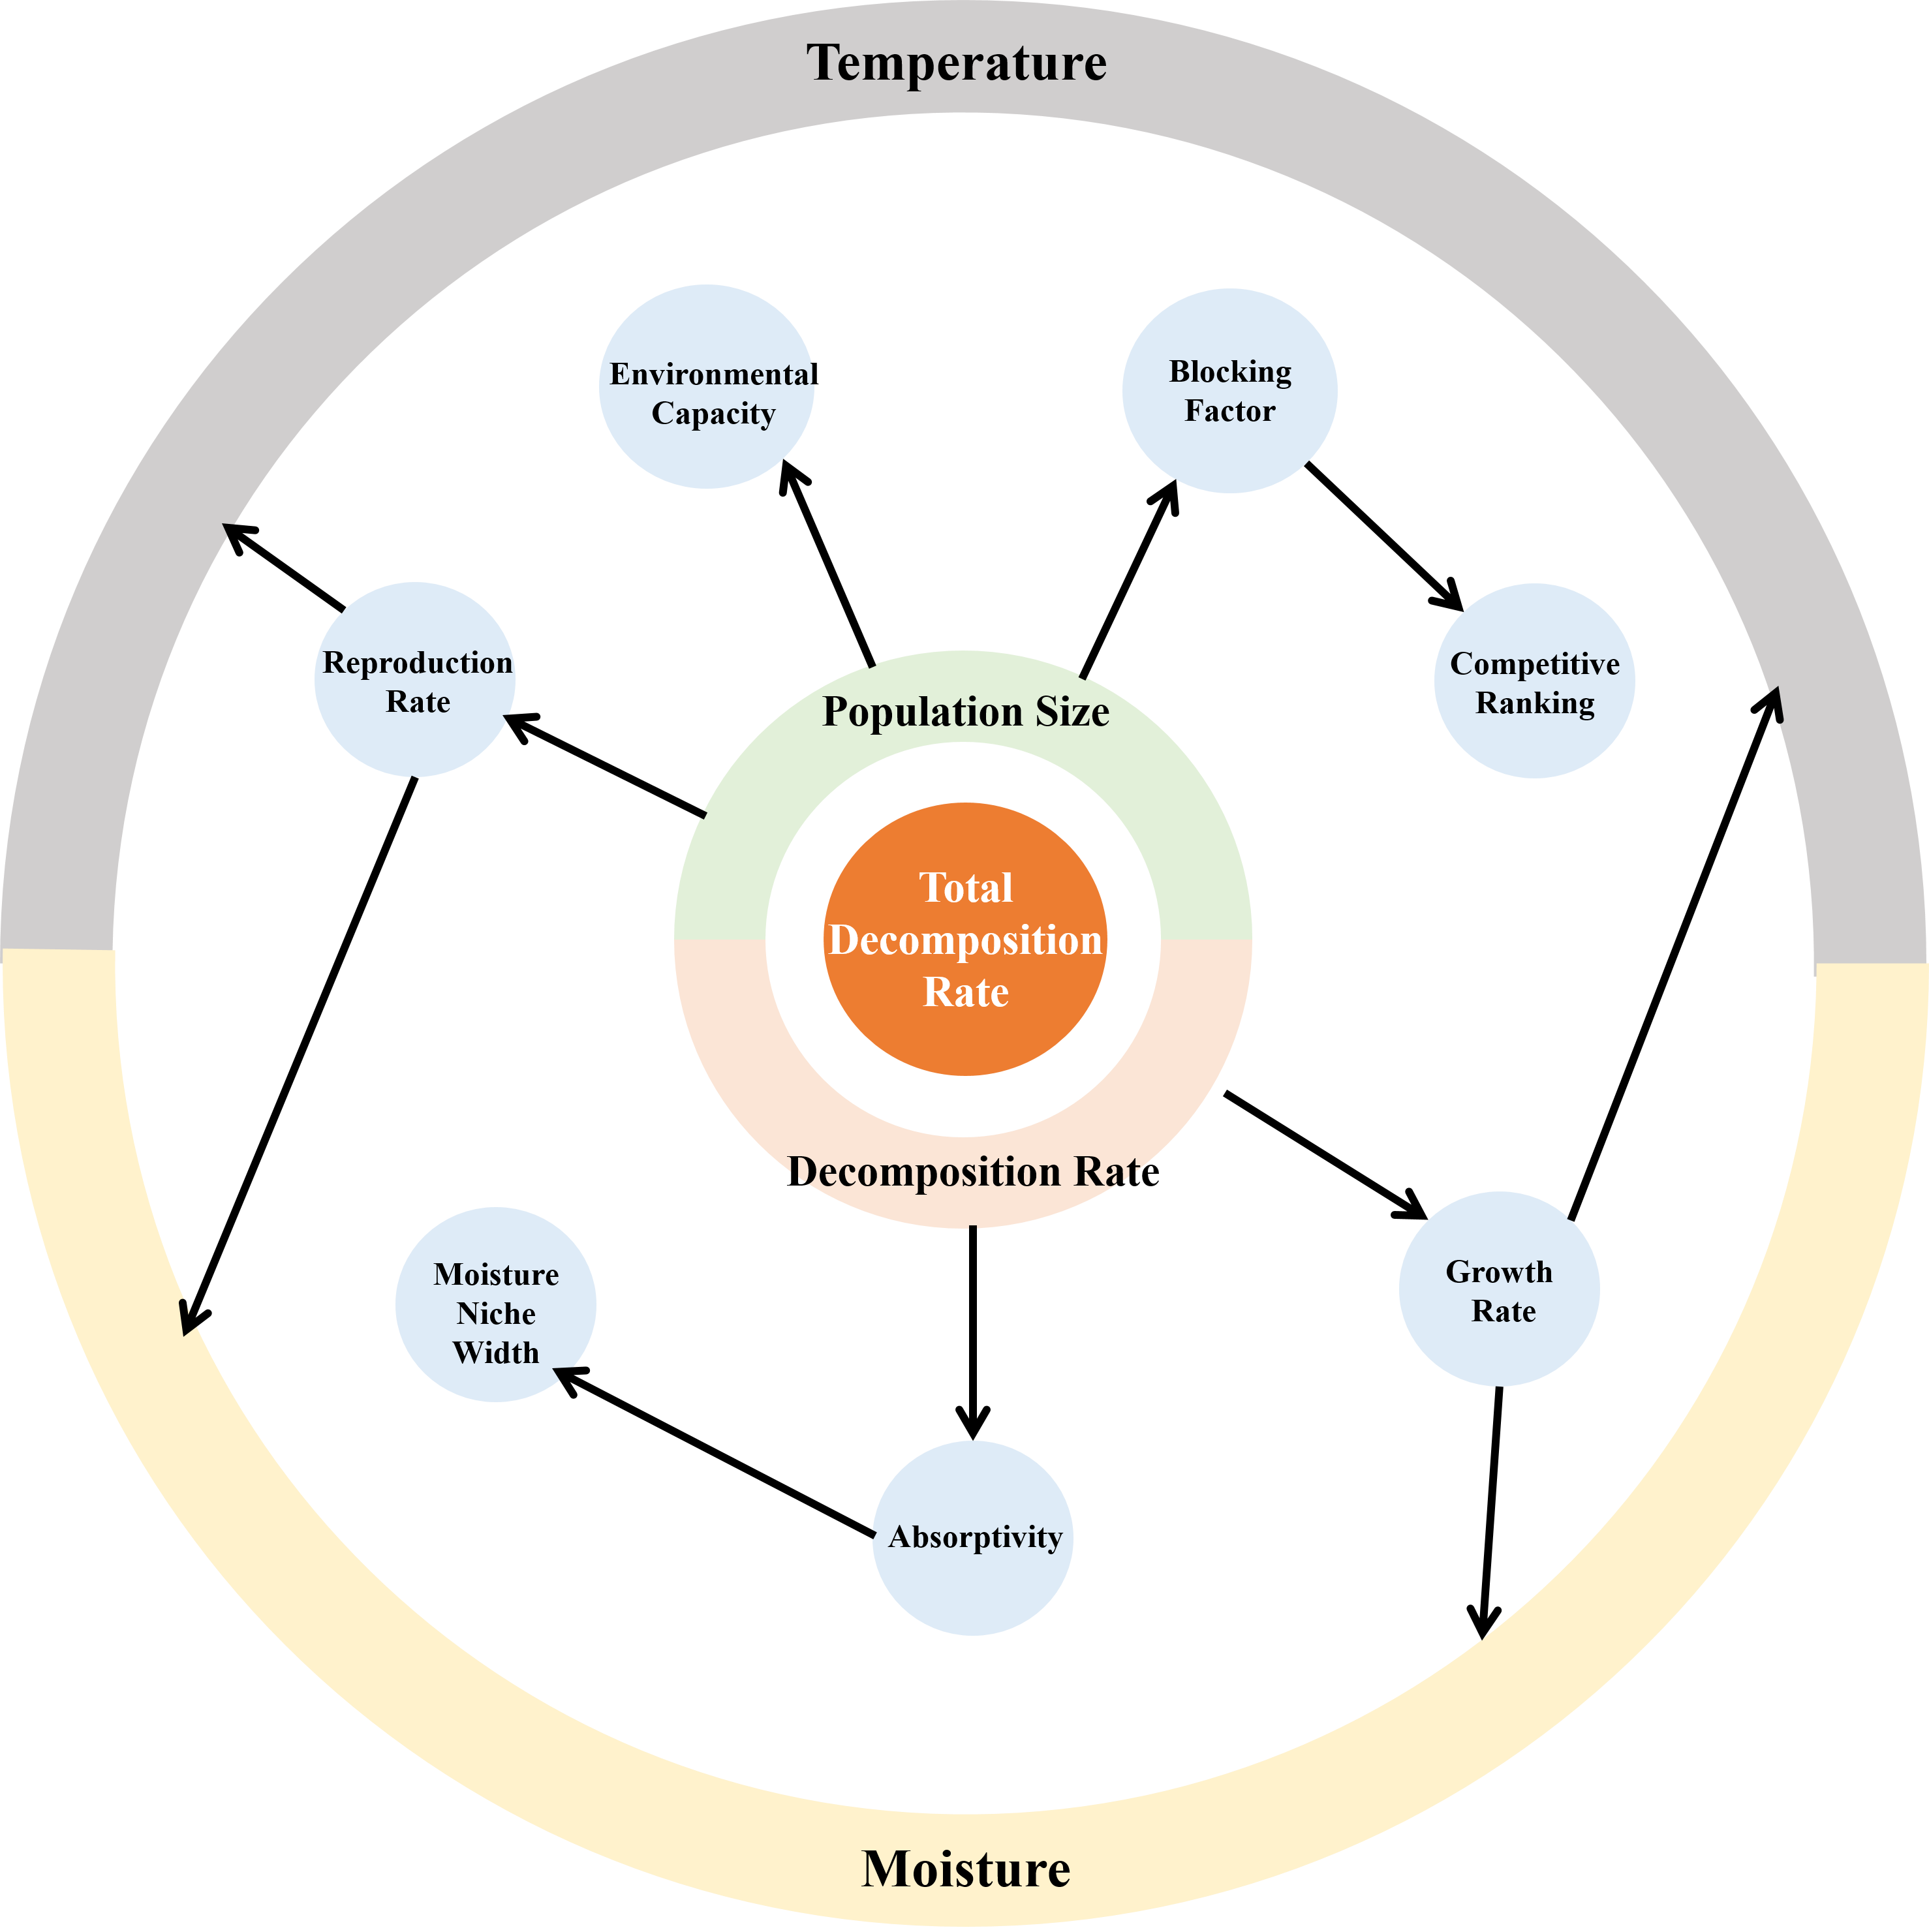 Temperature
Environmental
Capacity
Blocking
Factor
Reproduction
Rate
Competitive
Ranking
Population Size
Total
Decomposition
Rate
Decomposition Rate
Moisture
Niche
Width
Growth
Rate
Absorptivity
Moisture